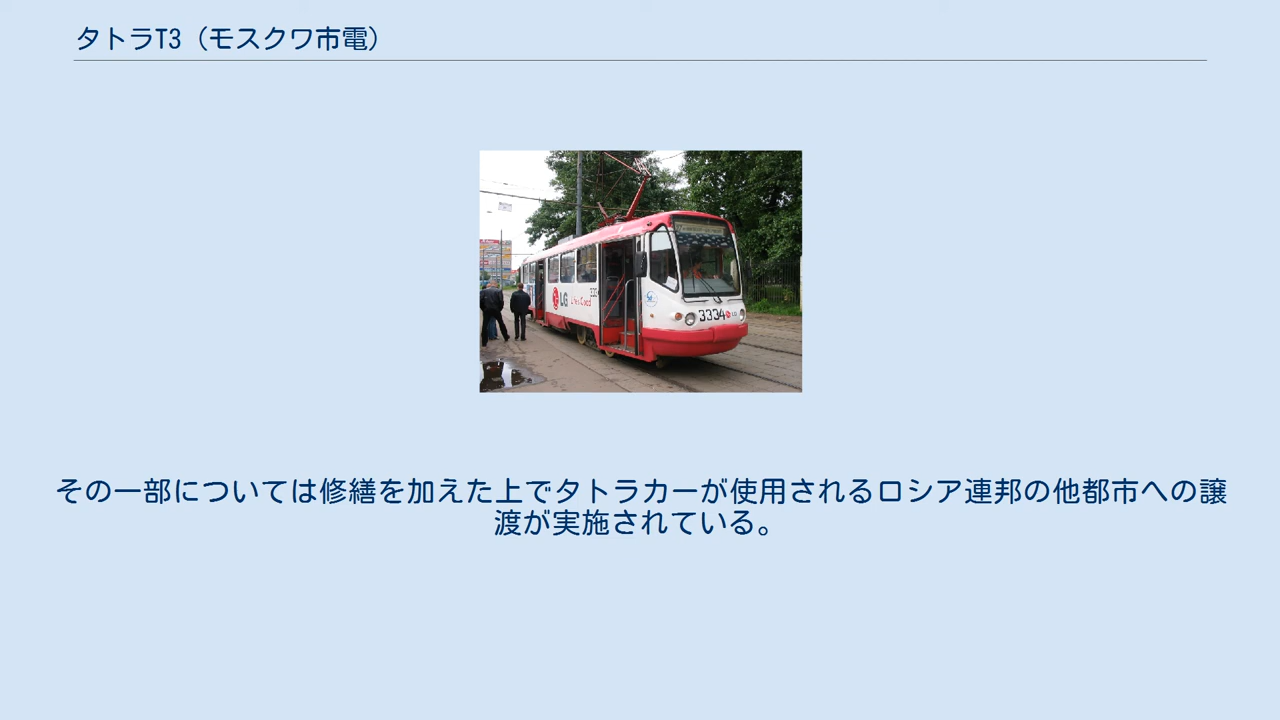 タトラT3（モスクワ市電）
LG
3334
LG
その一部については修繕を加えた上でタトラカーが使用されるロシア連邦の他都市への譲
渡が実施されている。